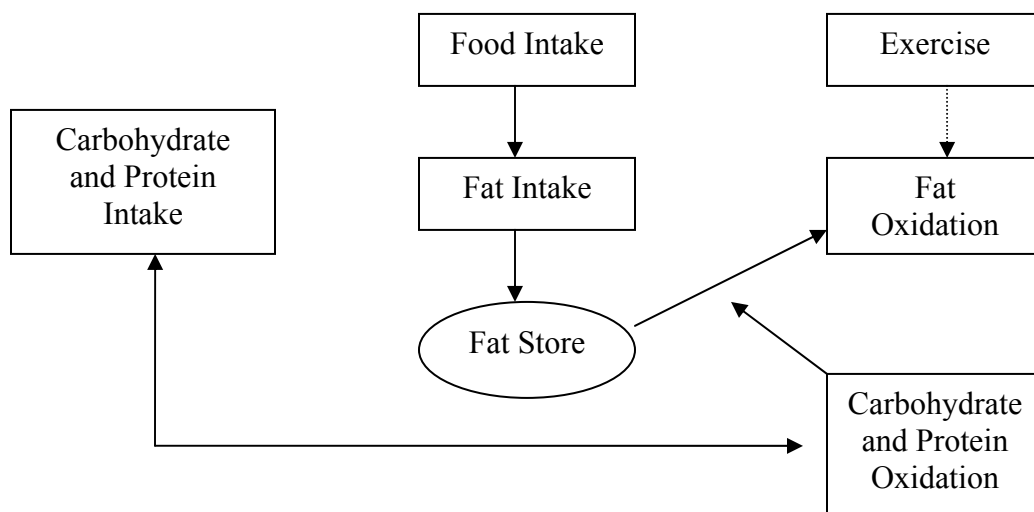 Food Intake
Exercise
Carbohydrate
and Protein
Intake
Fat Intake
Fat
Oxidation
Fat Store
Carbohydrate
and Protein
Oxidation